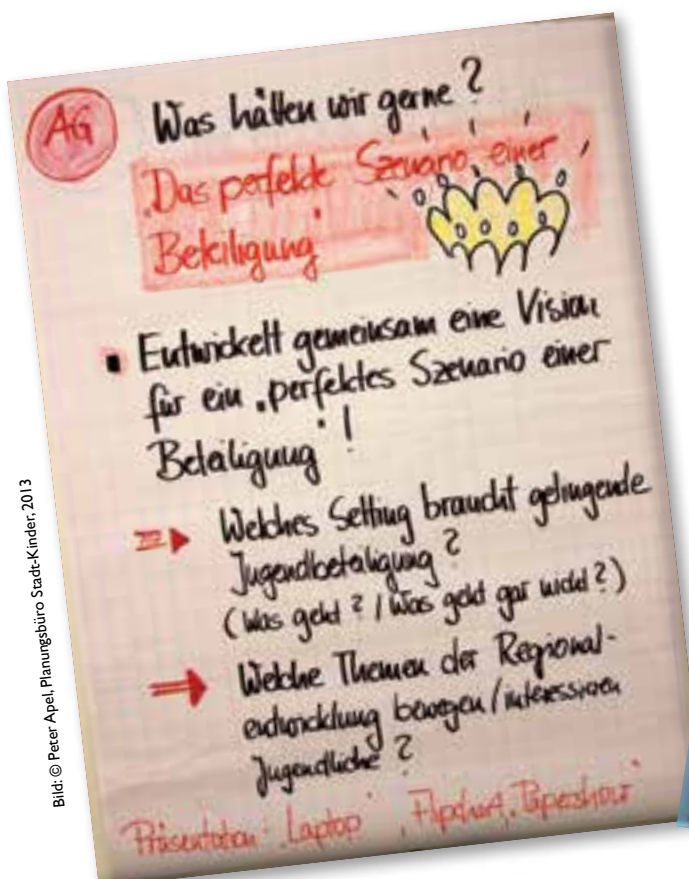 AG
Was hätten wir gerne?
„Das perfekte Szenario einer
Beteiligung“
Entwickelt gemeinsam eine Vision
für ein „perfektes Szenario einer
Beteiligung“!
Welches Setting braucht gelingende
Jugendbeteiligung?
(Was geht? / Was geht gar nicht?)
Welche Themen der Regional-
entwicklung bewegen/interessieren
Jugendliche?
Präsentation: „Laptop“, „Flipchart“, „Papershow“
Bild: © Peter Apel, Planungsbüro Stadt-Kinder, 2013